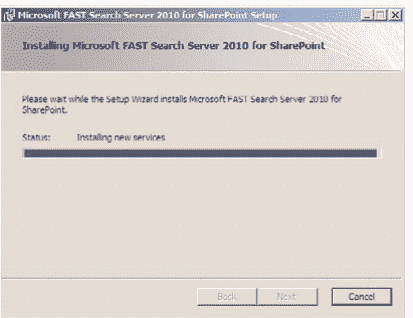 Microsoft FAST Search Server 2010 for SharePoint Setup
Installing Microsoft FAST Search Server 2010 for SharePoint
Please wait while the Setup Wizard installs Microsoft FAST Search Server 2010 for
SharePoint.
Status: Installing new services
Back Next Cancel